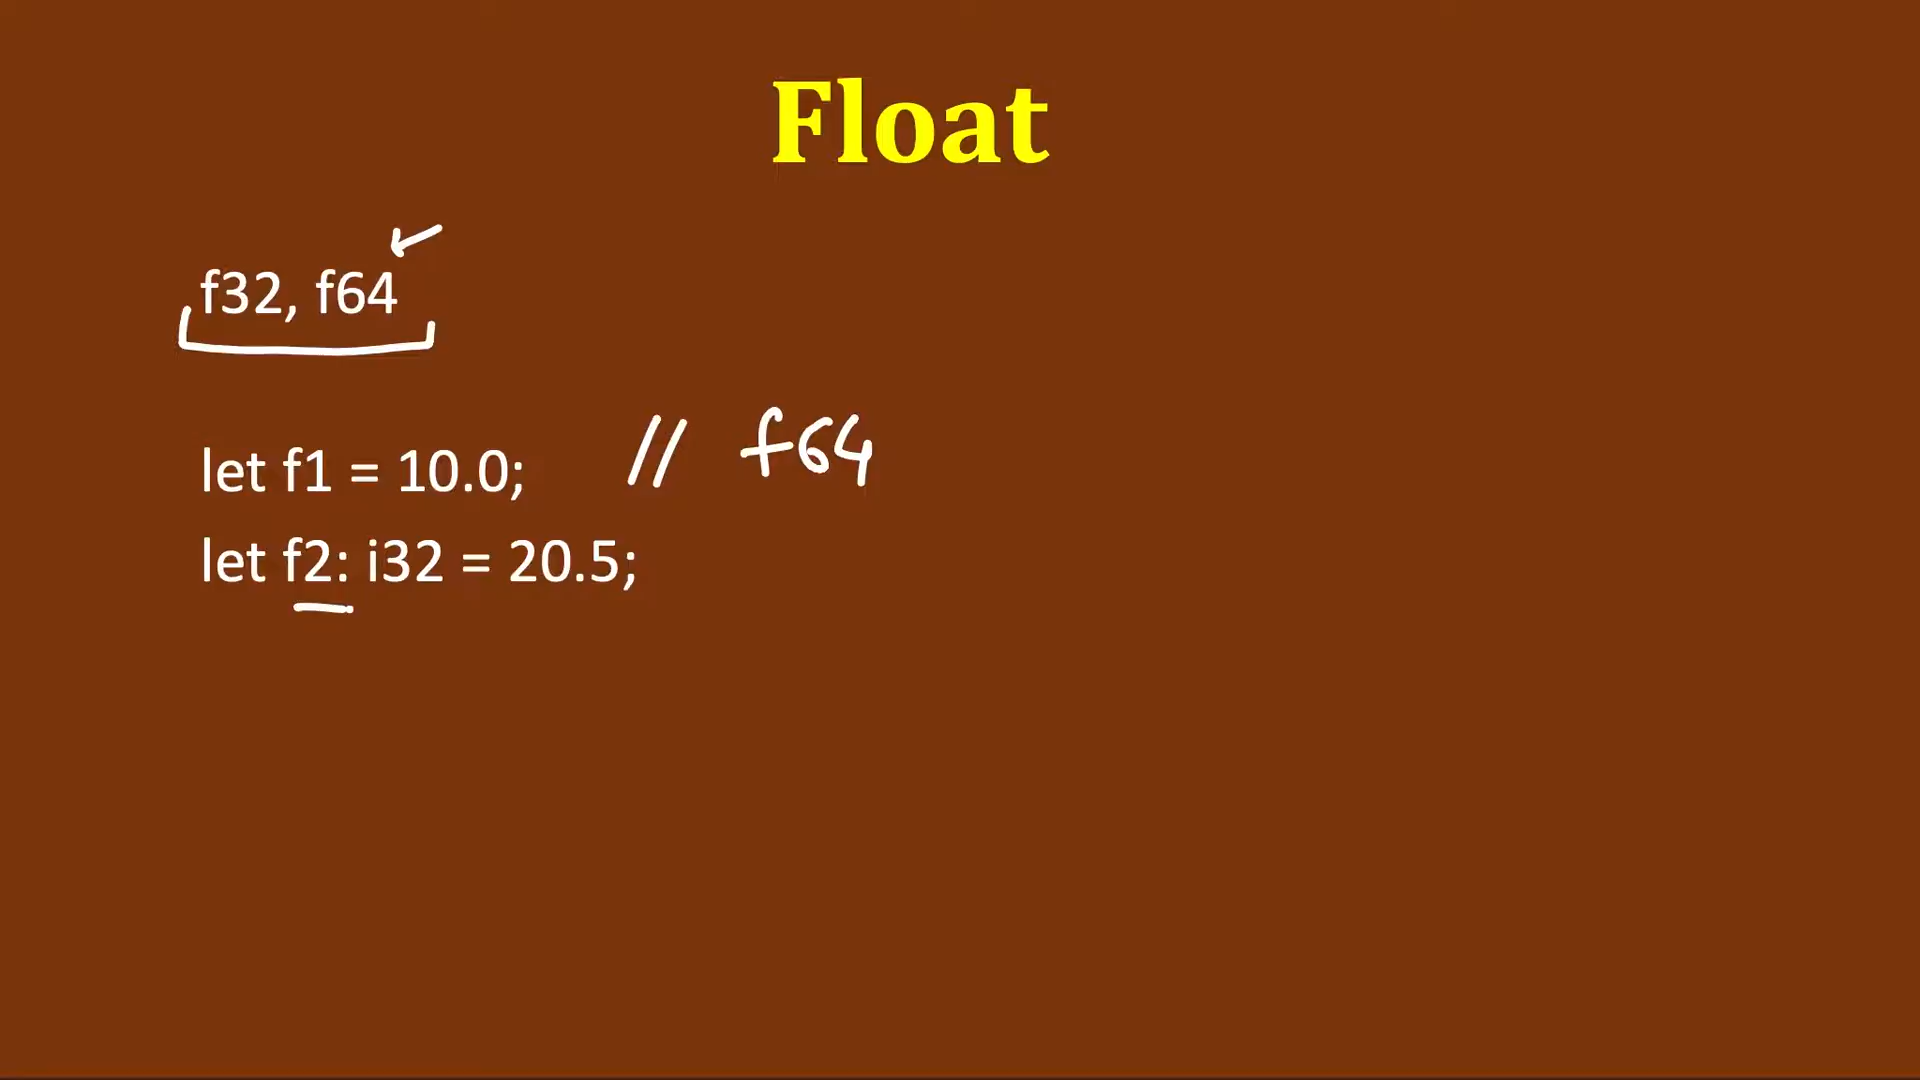 Float
f32, f64
let f1 = 10.0; // f64
let f2: i32 = 20.5;